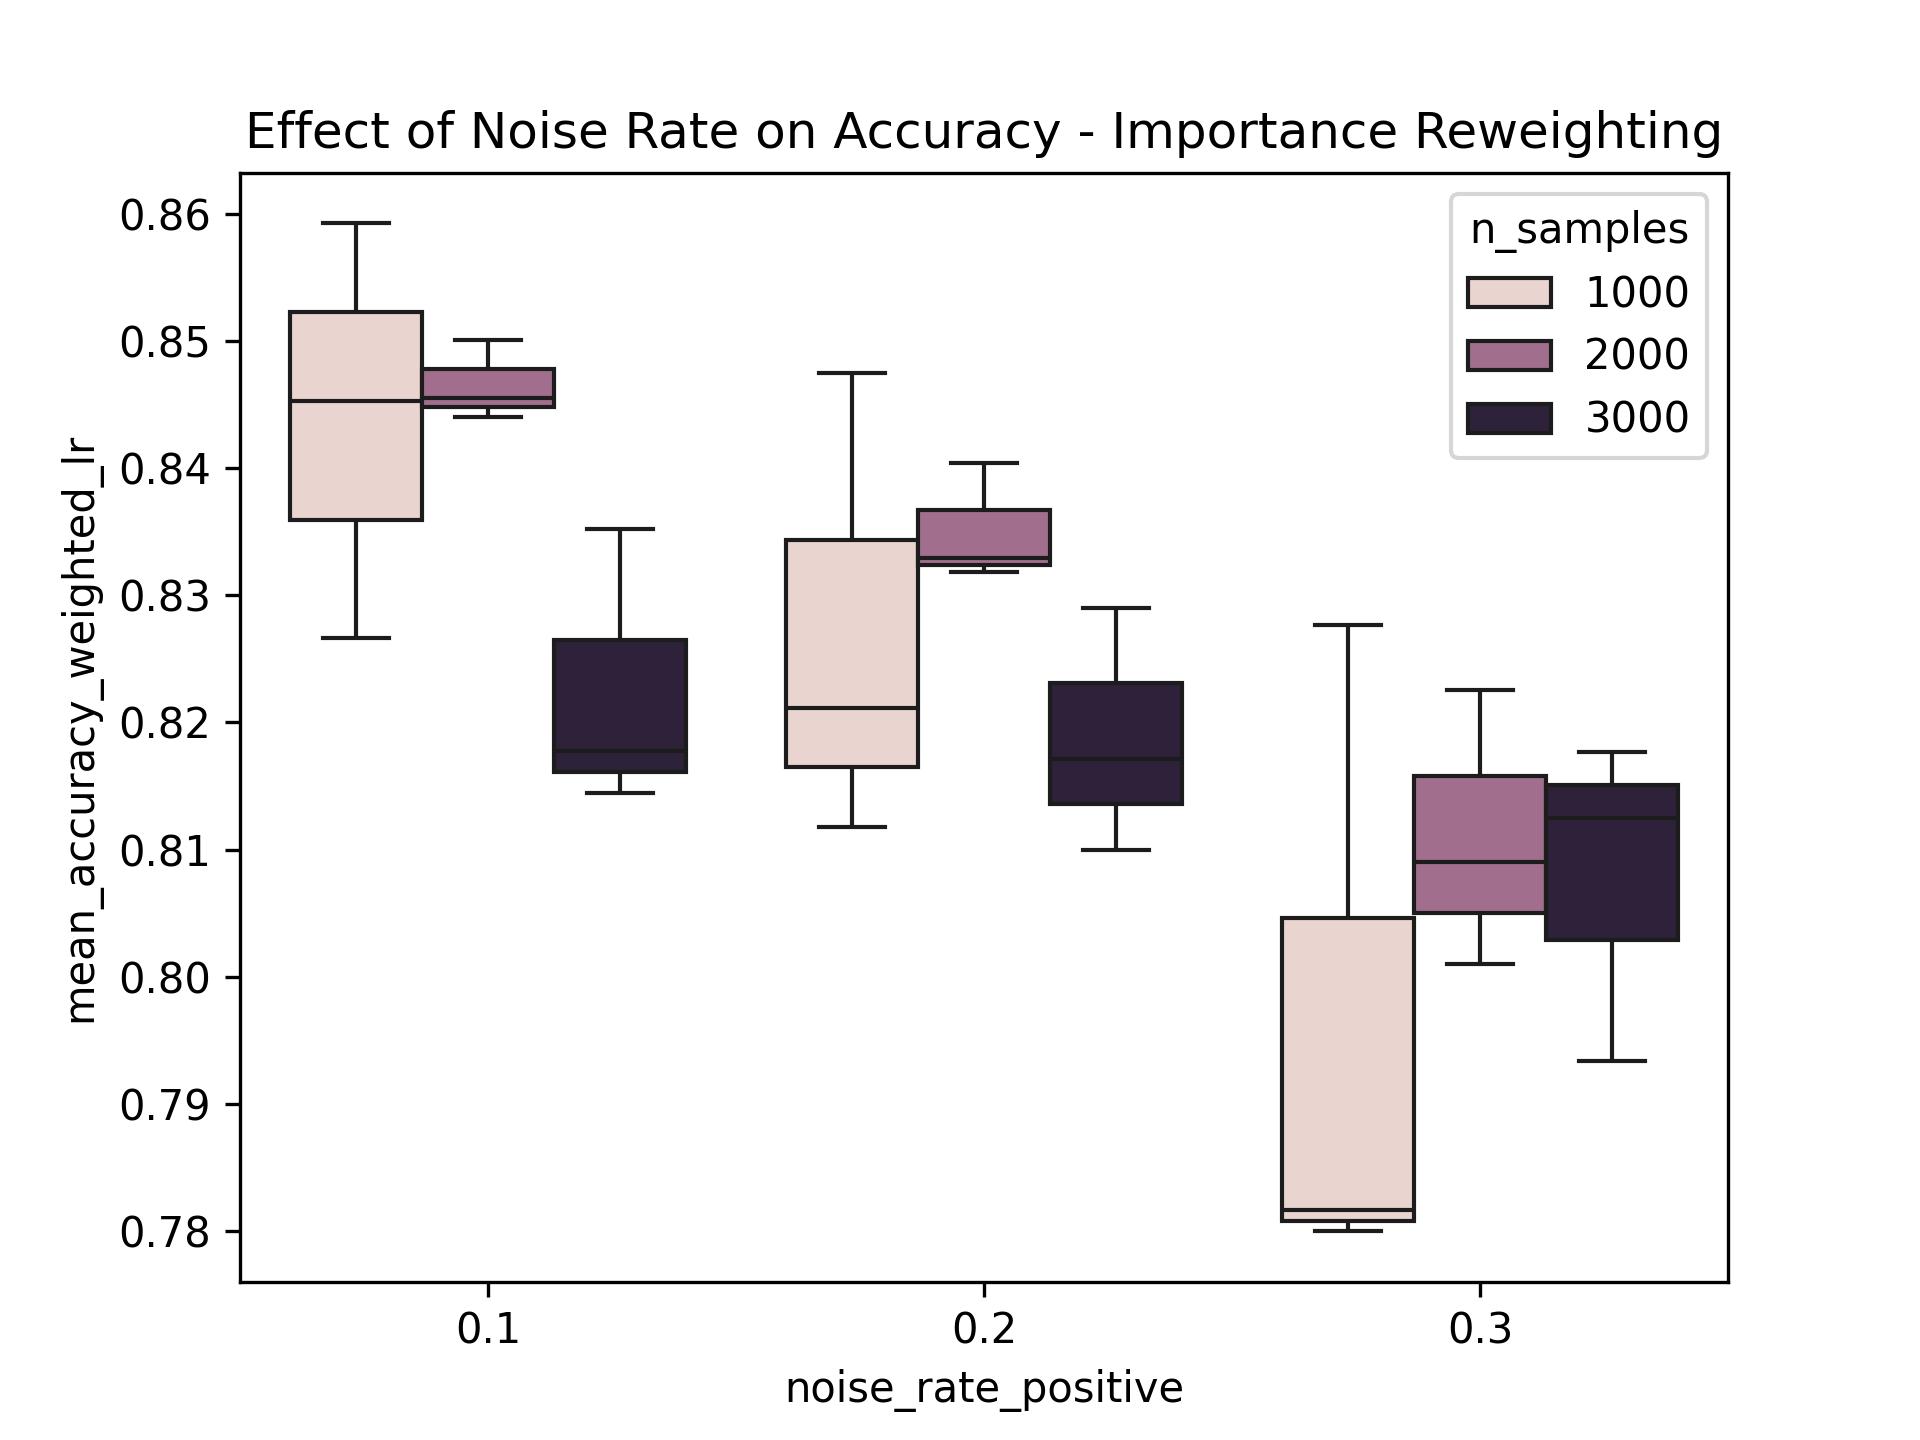 Effect of Noise Rate on Accuracy - Importance Reweighting
n_samples
1000
2000
3000
mean_accuracy_weighted_lr
0.86
0.85
0.84
0.83
0.82
0.81
0.80
0.79
0.78
0.1 0.2 0.3
noise_rate_positive